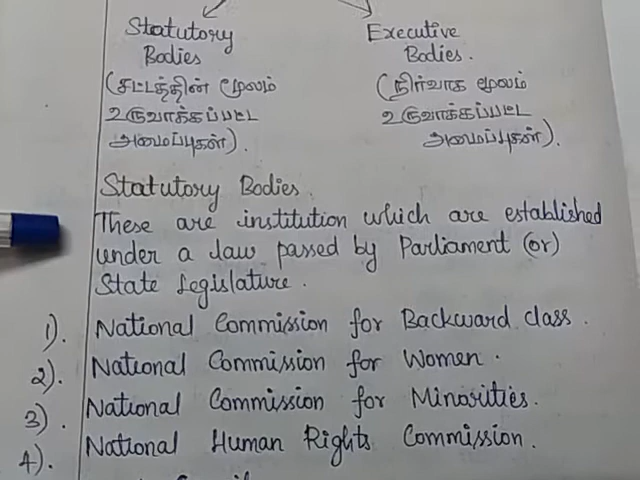 Statutory Bodies
(சட்டத்தின் மூலம்
உருவாக்கப்பட்ட
அமைப்புகள்).
Executive Bodies.
(நிர்வாக மூலம்
உருவாக்கப்பட்ட
அமைப்புகள்).
Statutory Bodies.
These are institution which are established
under a law passed by Parliament (or)
State Legislature.
1). National Commission for Backward class.
2). National Commission for Women.
3). National Commission for Minorities.
4). National Human Rights Commission.